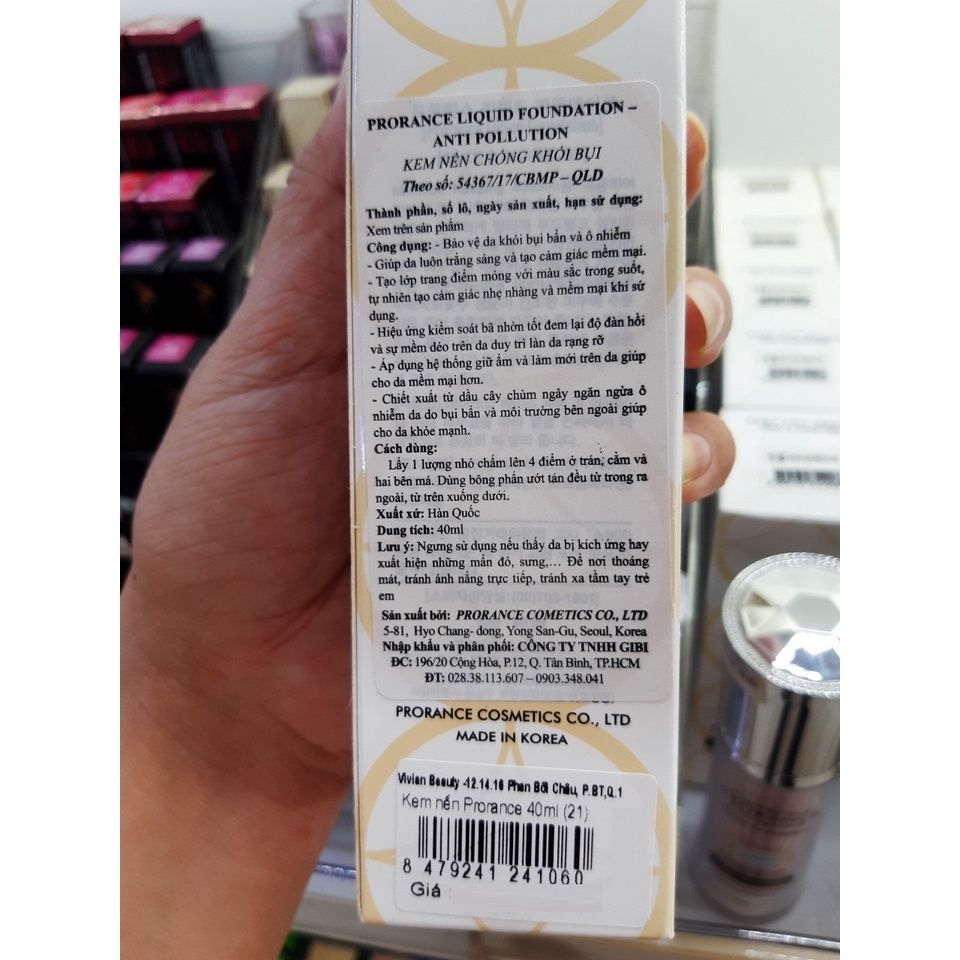 PRORANCE LIQUID FOUNDATION –
ANTI POLLUTION
KEM NỀN CHỐNG KHÓI BỤI
Theo số: 54367/17/CBMP – QLD
Thành phần, số lô, ngày sản xuất, hạn sử dụng:
Xem trên sản phẩm
Công dụng: - Bảo vệ da khỏi bụi bẩn và ô nhiễm
- Giúp da luôn trắng sáng và tạo cảm giác mềm mại.
- Tạo lớp trang điểm mỏng với màu sắc trong suốt,
tự nhiên tạo cảm giác nhẹ nhàng và mềm mại khi sử
dụng.
- Hiệu ứng kiểm soát bã nhờn tốt đem lại độ đàn hồi
và sự mềm dẻo trên da duy trì làn da rạng rỡ
- Áp dụng hệ thống giữ ẩm và làm mới trên da giúp
cho da mềm mại hơn.
- Chiết xuất từ dầu cây chùm ngây ngăn ngừa ô
nhiễm da do bụi bẩn và môi trường bên ngoài giúp
cho da khỏe mạnh.
Cách dùng:
Lấy 1 lượng nhỏ chấm lên 4 điểm ở trán, cằm và
hai bên má. Dùng bông phấn ướt tán đều từ trong ra
ngoài, từ trên xuống dưới.
Xuất xứ: Hàn Quốc
Dung tích: 40ml
Lưu ý: Ngưng sử dụng nếu thấy da bị kích ứng hay
xuất hiện những mẩn đỏ, sưng,... Để nơi thoáng
mát, tránh ánh nắng trực tiếp, tránh xa tầm tay trẻ
em
Sản xuất bởi: PRORANCE COMETICS CO., LTD
5-81, Hyo Chang- dong, Yong San-Gu, Seoul, Korea
Nhập khẩu và phân phối: CÔNG TY TNHH GIBI
ĐC: 196/20 Cộng Hòa, P.12, Q. Tân Bình, TP.HCM
ĐT: 028.38.113.607 – 0903.348.041
PRORANCE COSMETICS CO., LTD
MADE IN KOREA
Vivian Beauty -12.14.16 Phan Bội Châu, P.BT,Q.1
Kem nền Prorance 40ml (21)
8 479241 241060
Giá